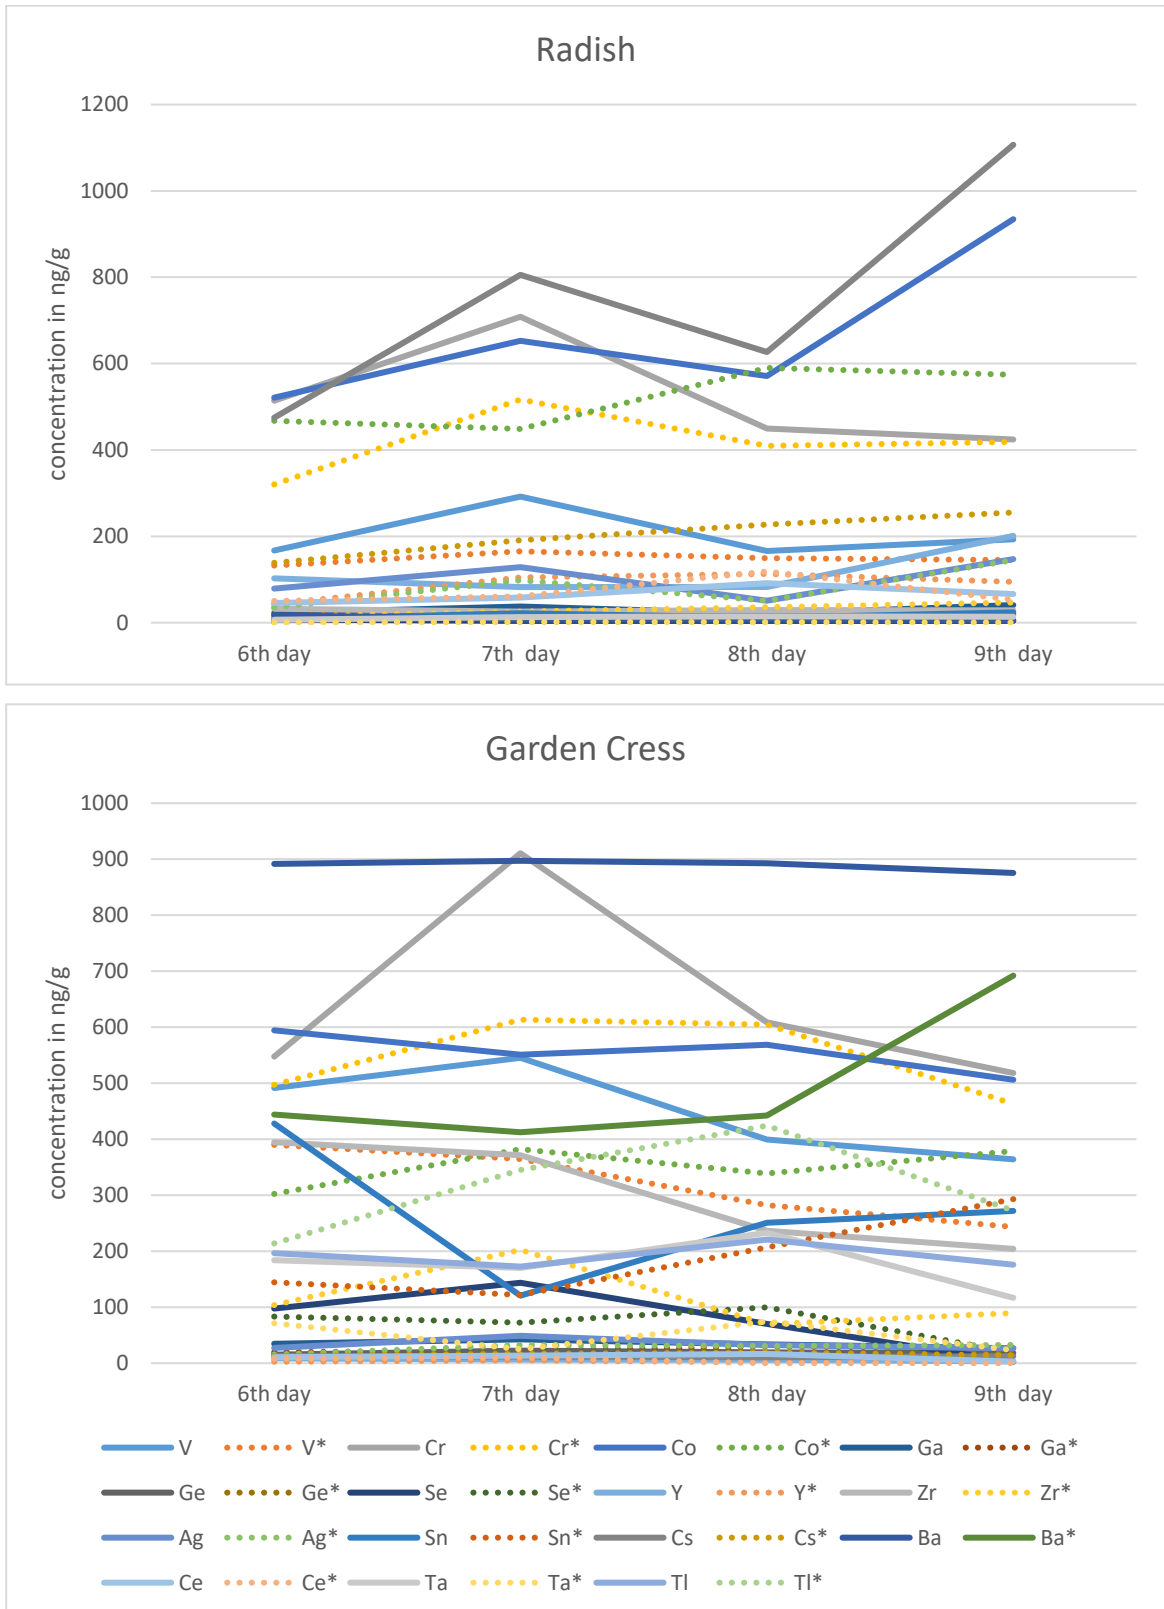 Radish
1200
1000
800
600
400
200
0
concentration in ng/g
6th day 7th day 8th day 9th day
Garden Cress
1000
900
800
700
600
500
400
300
200
100
0
concentration in ng/g
6th day 7th day 8th day 9th day
V V* Cr Cr* Co Co* Ga Ga*
Ge Ge* Se Se* Y Y* Zr Zr*
Ag Ag* Sn Sn* Cs Cs* Ba Ba*
Ce Ce* Ta Ta* Tl Tl*